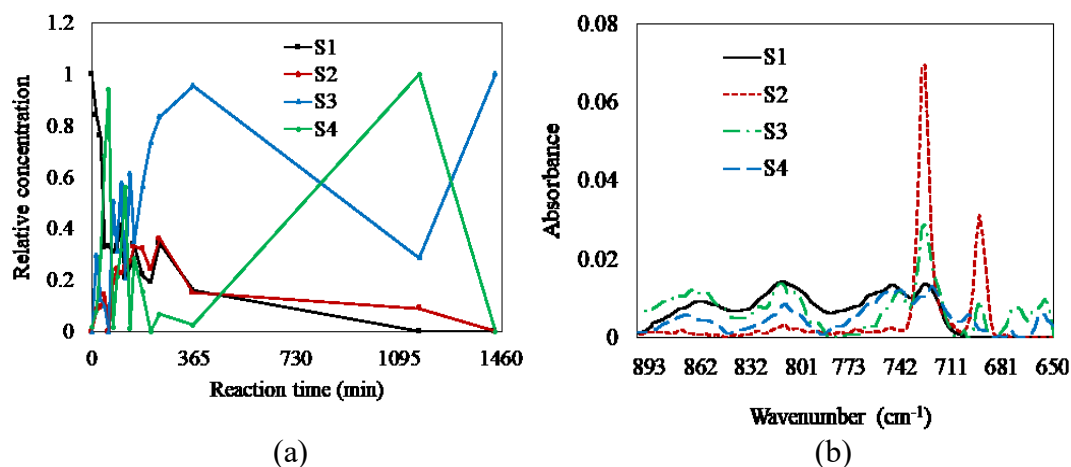 1.2
1
0.8
0.6
0.4
0.2
0
Relative concentration
S1
S2
S3
S4
0 365 730 1095 1460
Reaction time (min)
(a)
0.08
0.06
0.04
0.02
0
Absorbance
S1
S2
S3
S4
893 862 832 801 773 742 711 681 650
Wavenumber (cm⁻¹)
(b)